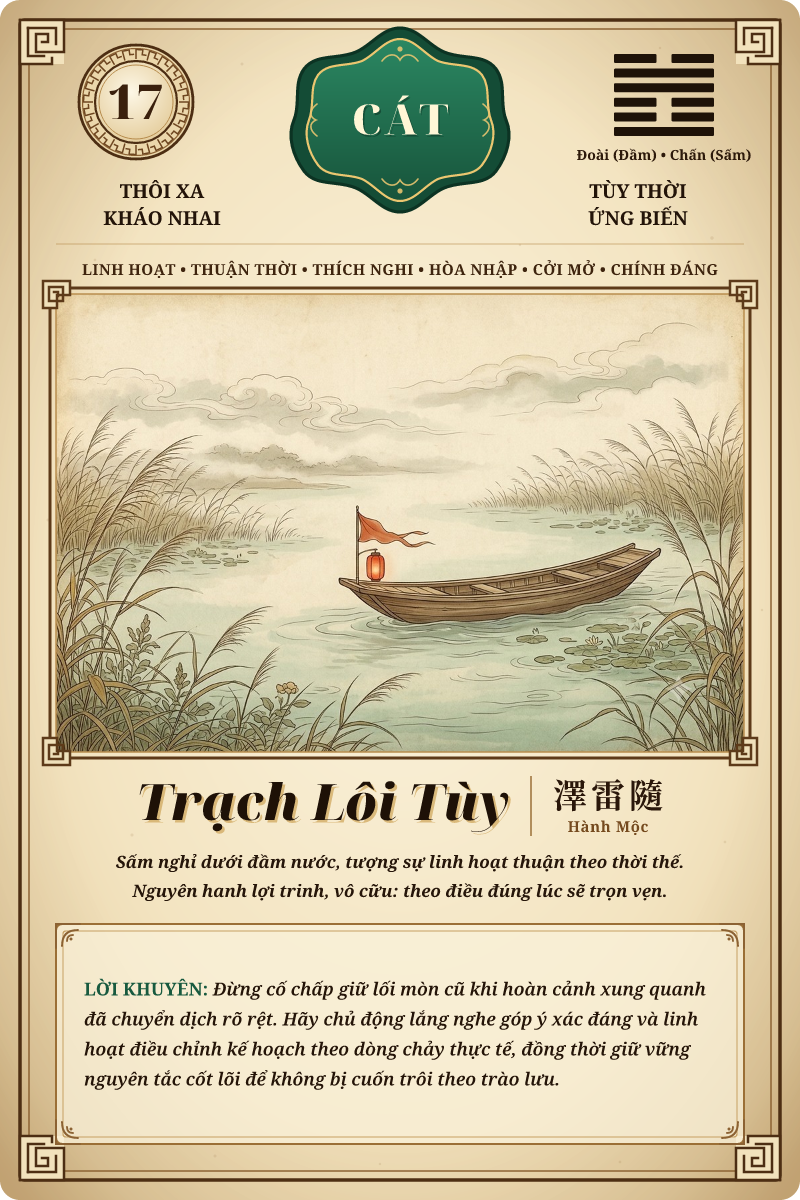 17
CÁT
Đoài (Đầm) • Chấn (Sấm)
THÔI XA
KHÁO NHAI
TÙY THỜI
ỨNG BIẾN
LINH HOẠT • THUẬN THỜI • THÍCH NGHI • HÒA NHẬP • CỞI MỞ • CHÍNH ĐÁNG
Trạch Lôi Tùy
澤雷隨
Hành Mộc
Sấm nghỉ dưới đầm nước, tượng sự linh hoạt thuận theo thời thế.
Nguyên hanh lợi trinh, vô cữu: theo điều đúng lúc sẽ trọn vẹn.
LỜI KHUYÊN: Đừng cố chấp giữ lối mòn cũ khi hoàn cảnh xung quanh
đã chuyển dịch rõ rệt. Hãy chủ động lắng nghe góp ý xác đáng và linh
hoạt điều chỉnh kế hoạch theo dòng chảy thực tế, đồng thời giữ vững
nguyên tắc cốt lõi để không bị cuốn trôi theo trào lưu.